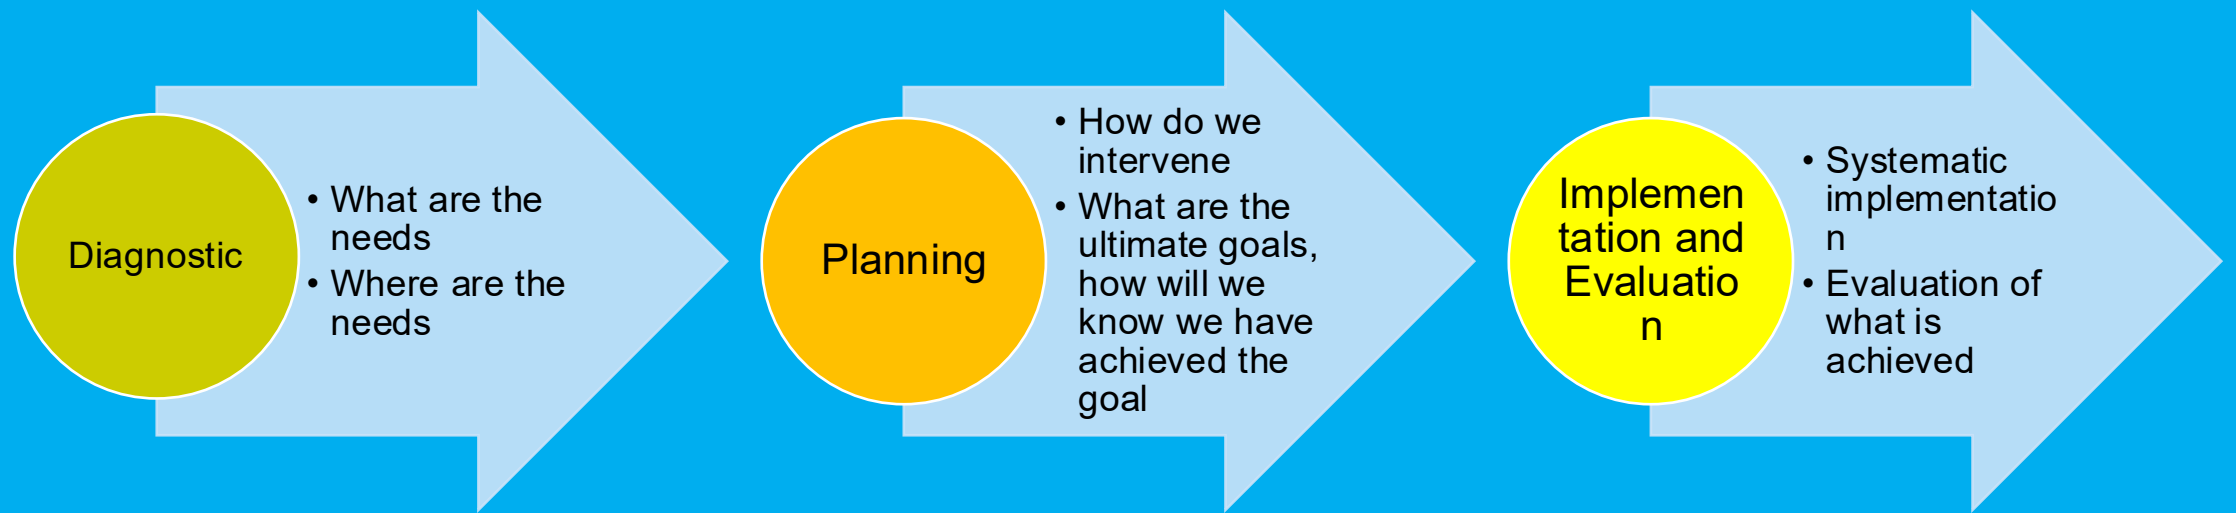 Diagnostic
• What are the
needs
• Where are the
needs
Planning
• How do we
intervene
• What are the
ultimate goals,
how will we
know we have
achieved the
goal
Implemen
tation and
Evaluatio
n
• Systematic
implementatio
n
• Evaluation of
what is
achieved